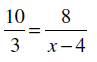 10/3 = 8/(x − 4)